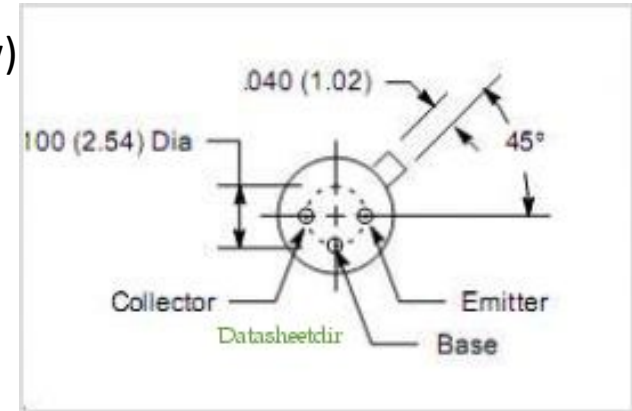 )
.040 (1.02)
100 (2.54) Dia
45°
Collector
Emitter
Datasheetdir
Base